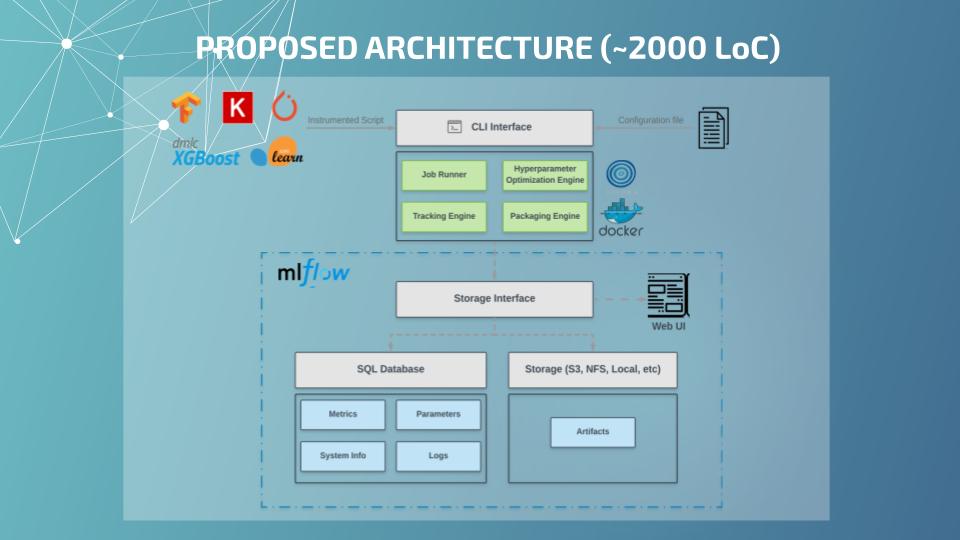 PROPOSED ARCHITECTURE (~2000 LoC)
K
dmlc
XGBoost
learn
Instrumented Script
CLI Interface
Configuration file
Job Runner
Hyperparameter
Optimization Engine
Tracking Engine
Packaging Engine
docker
mlflow
Storage Interface
Web UI
SQL Database
Storage (S3, NFS, Local, etc)
Metrics
Parameters
System Info
Logs
Artifacts